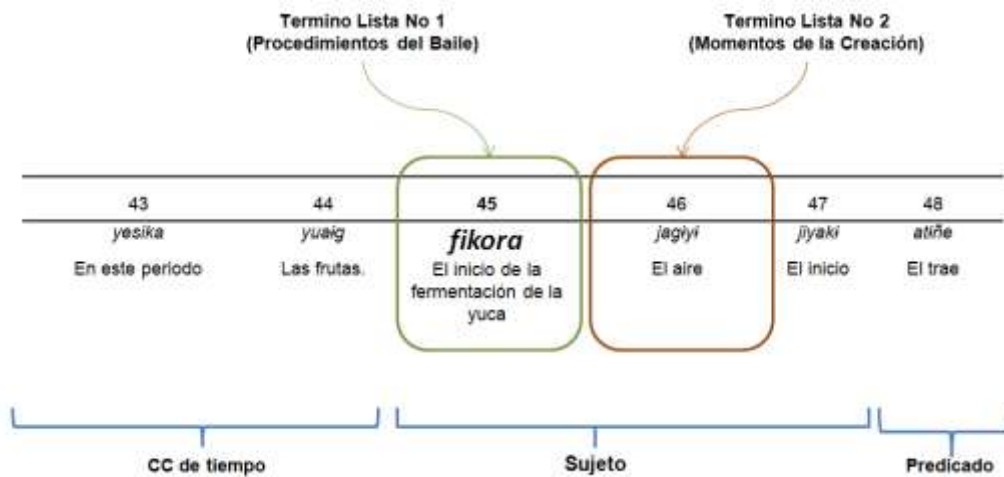 Termino Lista No 1
(Procedimientos del Baile)
Termino Lista No 2
(Momentos de la Creación)
43 44 45 46 47 48
yesika yuaig fikora jagiyi jiyaki atiñe
En este periodo Las frutas. El inicio de la fermentación de la yuca El aire El inicio El trae
CC de tiempo Sujeto Predicado